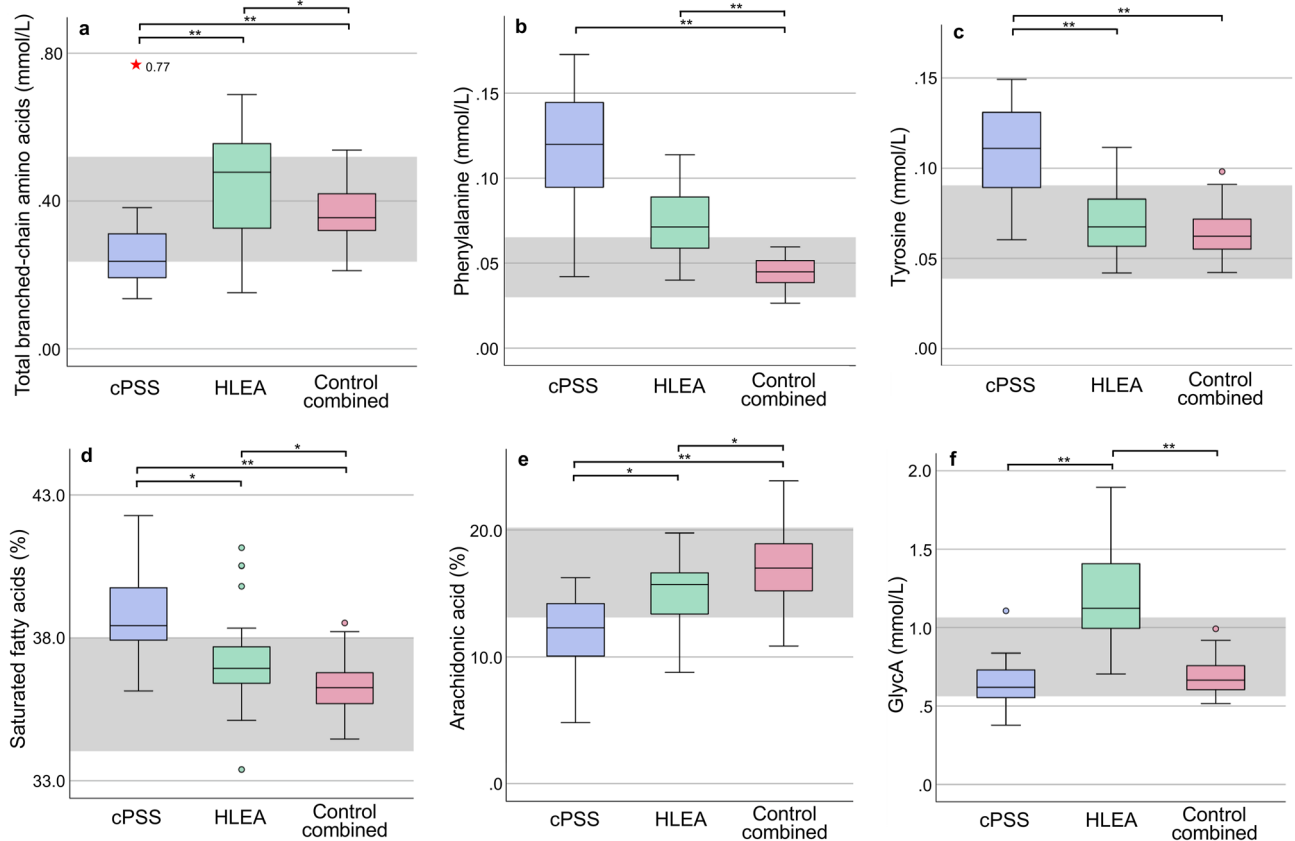 a
Total branched-chain amino acids (mmol/L)
.80
.40
.00
**
**
*
0.77
cPSS
HLEA
Control
combined
b
Phenylalanine (mmol/L)
.15
.10
.05
.00
**
**
cPSS
HLEA
Control
combined
c
Tyrosine (mmol/L)
.15
.10
.05
.00
**
**
cPSS
HLEA
Control
combined
d
Saturated fatty acids (%)
43.0
38.0
33.0
*
**
*
cPSS
HLEA
Control
combined
e
Arachidonic acid (%)
20.0
10.0
.0
*
**
*
cPSS
HLEA
Control
combined
f
GlycA (mmol/L)
2.0
1.5
1.0
.5
.0
**
**
cPSS
HLEA
Control
combined